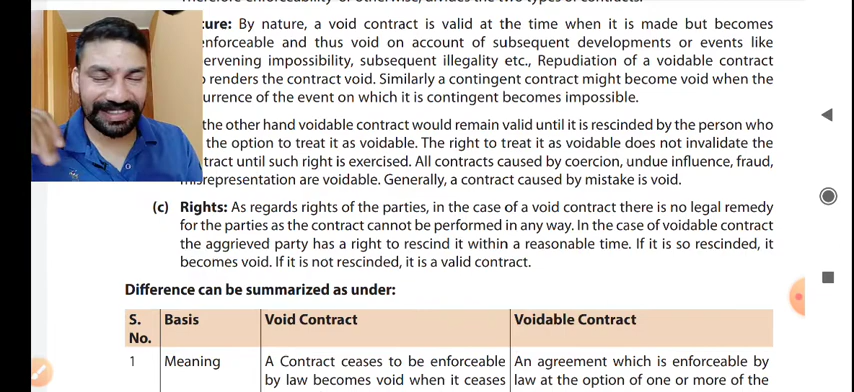 By nature, a void contract is valid at the time when it is made but becomes
and thus void on account of subsequent developments or events like
impossibility, subsequent illegality etc., Repudiation of a voidable contract
renders the contract void. Similarly a contingent contract might become void when the
of the event on which it is contingent becomes impossible.
the other hand voidable contract would remain valid until it is rescinded by the person who
the option to treat it as voidable. The right to treat it as voidable does not invalidate the
until such right is exercised. All contracts caused by coercion, undue influence, fraud,
misrepresentation are voidable. Generally, a contract caused by mistake is void.
(c) Rights: As regards rights of the parties, in the case of a void contract there is no legal remedy
for the parties as the contract cannot be performed in any way. In the case of voidable contract
the aggrieved party has a right to rescind it within a reasonable time. If it is so rescinded, it
becomes void. If it is not rescinded, it is a valid contract.
Difference can be summarized as under:
S. No. Basis Void Contract Voidable Contract
1 Meaning A Contract ceases to be enforceable An agreement which is enforceable by
by law becomes void when it ceases law at the option of one or more of the